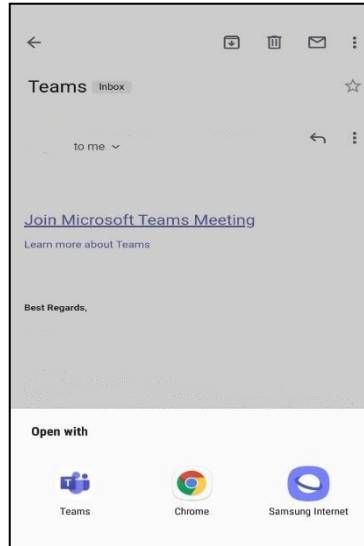 Teams Inbox
to me
Join Microsoft Teams Meeting
Learn more about Teams
Best Regards,
Open with
Teams Chrome Samsung Internet